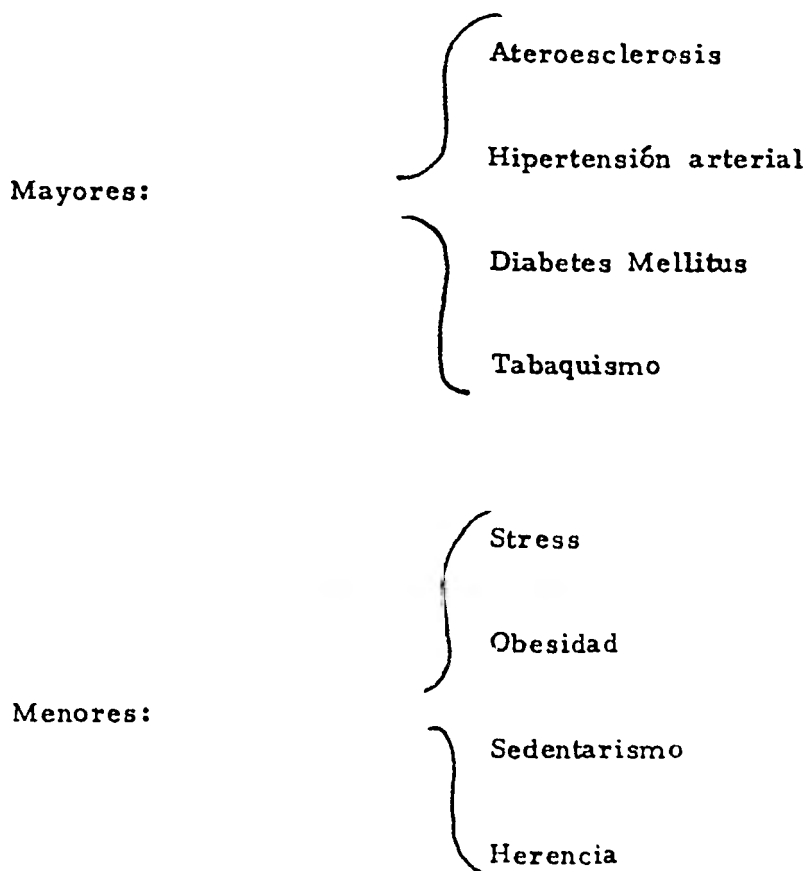 Ateroesclerosis
Hipertensión arterial
Mayores:
Diabetes Mellitus
Tabaquismo
Stress
Obesidad
Menores:
Sedentarismo
Herencia